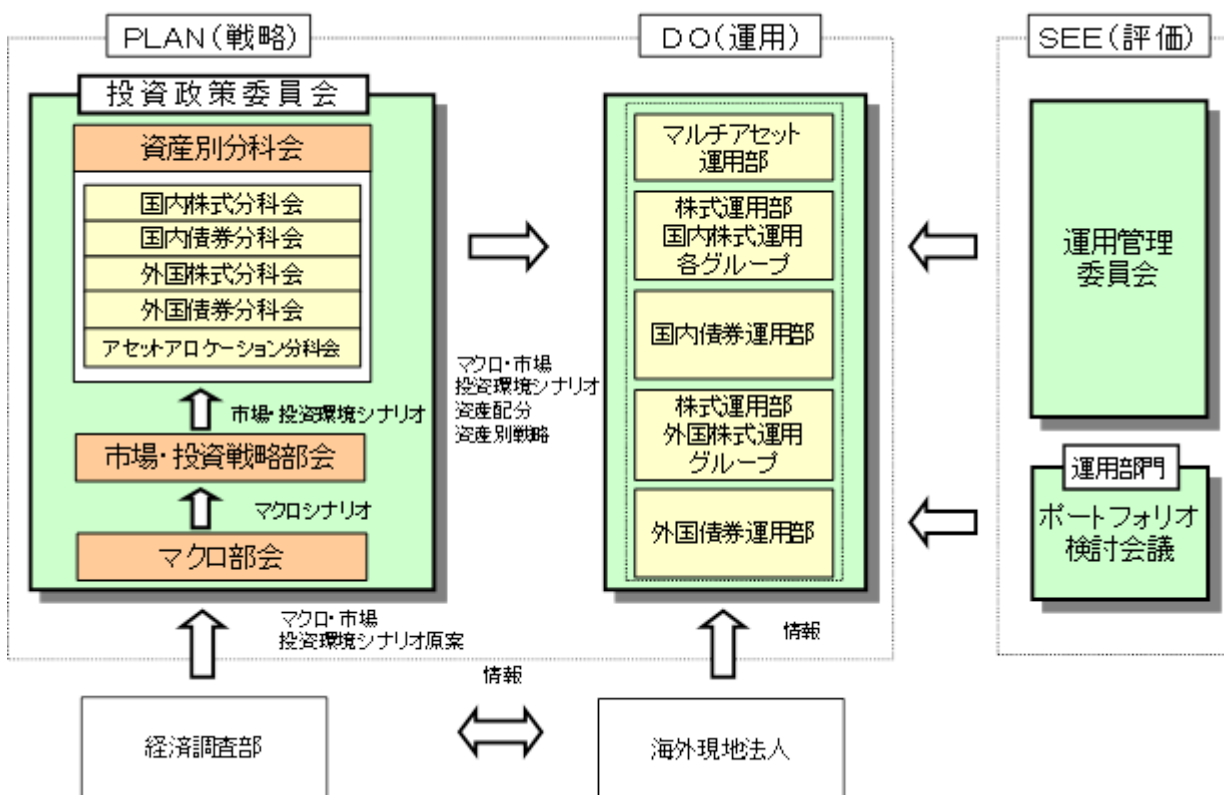 PLAN(戦略)
投資政策委員会
資産別分科会
国内株式分科会
国内債券分科会
外国株式分科会
外国債券分科会
アセットアロケーション分科会
市場・投資環境シナリオ
市場・投資戦略部会
マクロシナリオ
マクロ部会
マクロ・市場
投資環境シナリオ原案
経済調査部
マクロ・市場
投資環境シナリオ
資産配分
資産別戦略
情報
DO(運用)
マルチアセット
運用部
株式運用部
国内株式運用
各グループ
国内債券運用部
株式運用部
外国株式運用
グループ
外国債券運用部
情報
海外現地法人
SEE(評価)
運用管理
委員会
運用部門
ポートフォリオ
検討会議